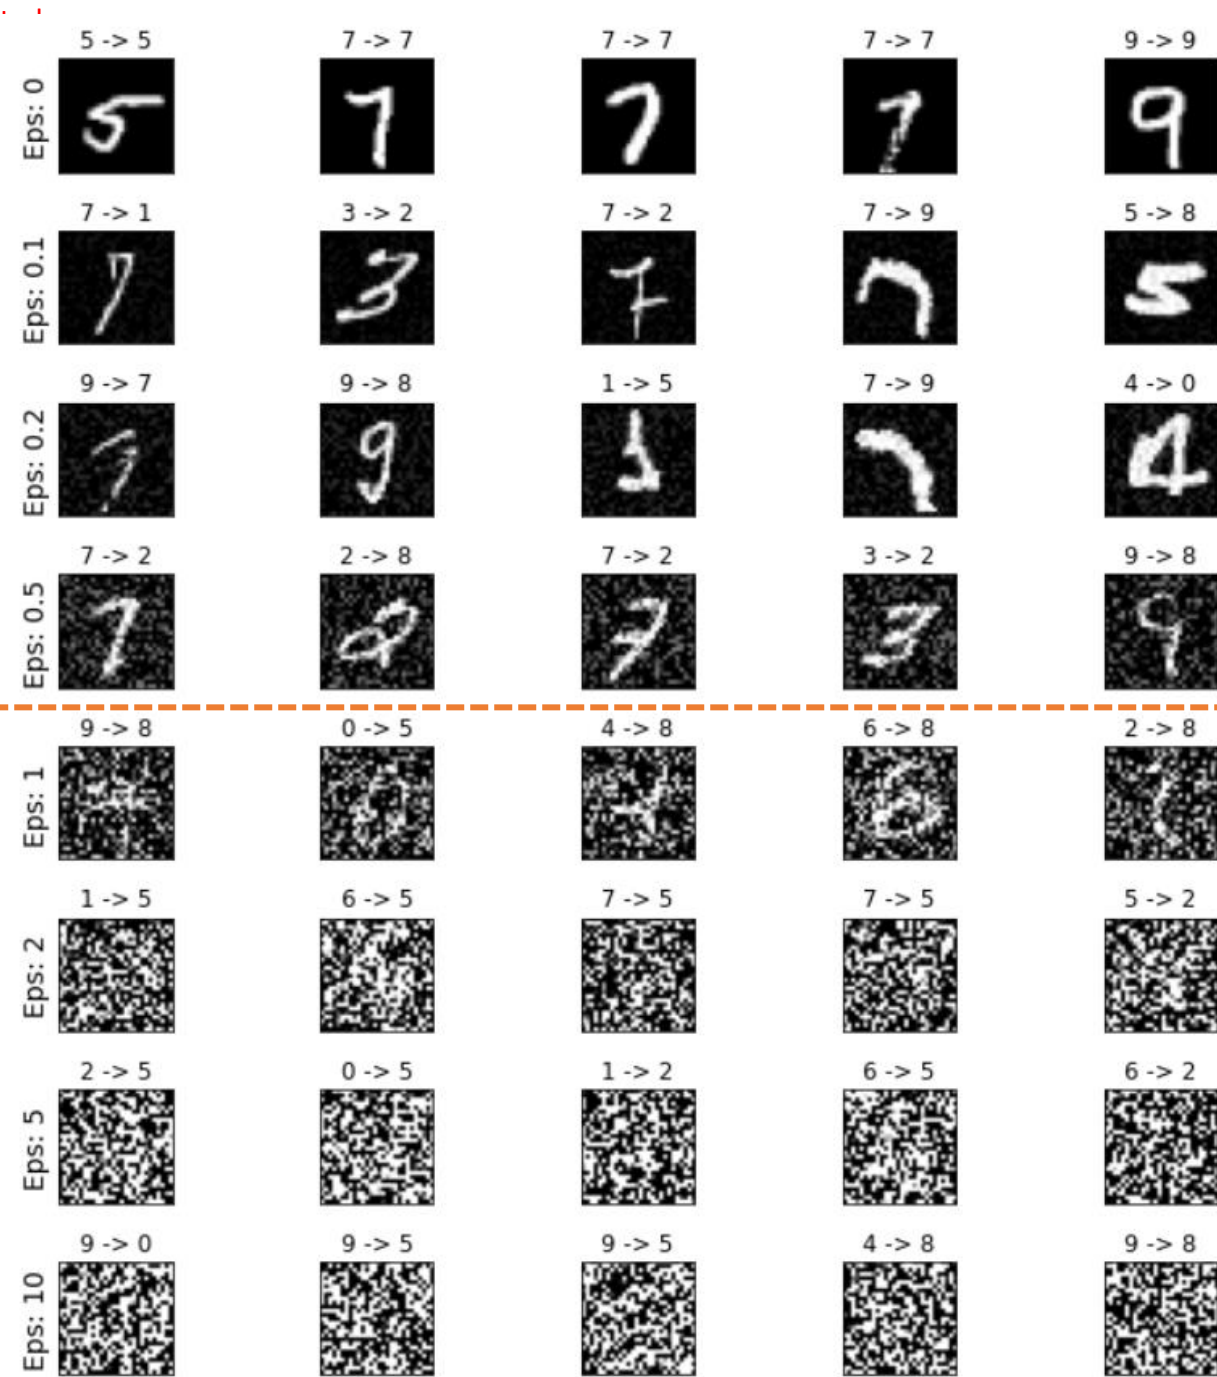 5 -> 5 7 -> 7 7 -> 7 7 -> 7 9 -> 9
Eps: 0
7 -> 1 3 -> 2 7 -> 2 7 -> 9 5 -> 8
Eps: 0.1
9 -> 7 9 -> 8 1 -> 5 7 -> 9 4 -> 0
Eps: 0.2
7 -> 2 2 -> 8 7 -> 2 3 -> 2 9 -> 8
Eps: 0.5
9 -> 8 0 -> 5 4 -> 8 6 -> 8 2 -> 8
Eps: 1
1 -> 5 6 -> 5 7 -> 5 7 -> 5 5 -> 2
Eps: 2
2 -> 5 0 -> 5 1 -> 2 6 -> 5 6 -> 2
Eps: 5
9 -> 0 9 -> 5 9 -> 5 4 -> 8 9 -> 8
Eps: 10